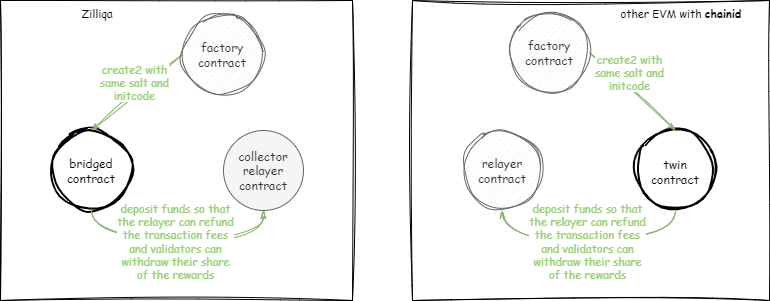 Zilliqa
factory
contract
create2 with
same salt and
initcode
bridged
contract
collector
relayer
contract
deposit funds so that
the relayer can refund
the transaction fees
and validators can
withdraw their share
of the rewards
other EVM with chainid
factory
contract
create2 with
same salt and
initcode
relayer
contract
twin
contract
deposit funds so that
the relayer can refund
the transaction fees
and validators can
withdraw their share
of the rewards